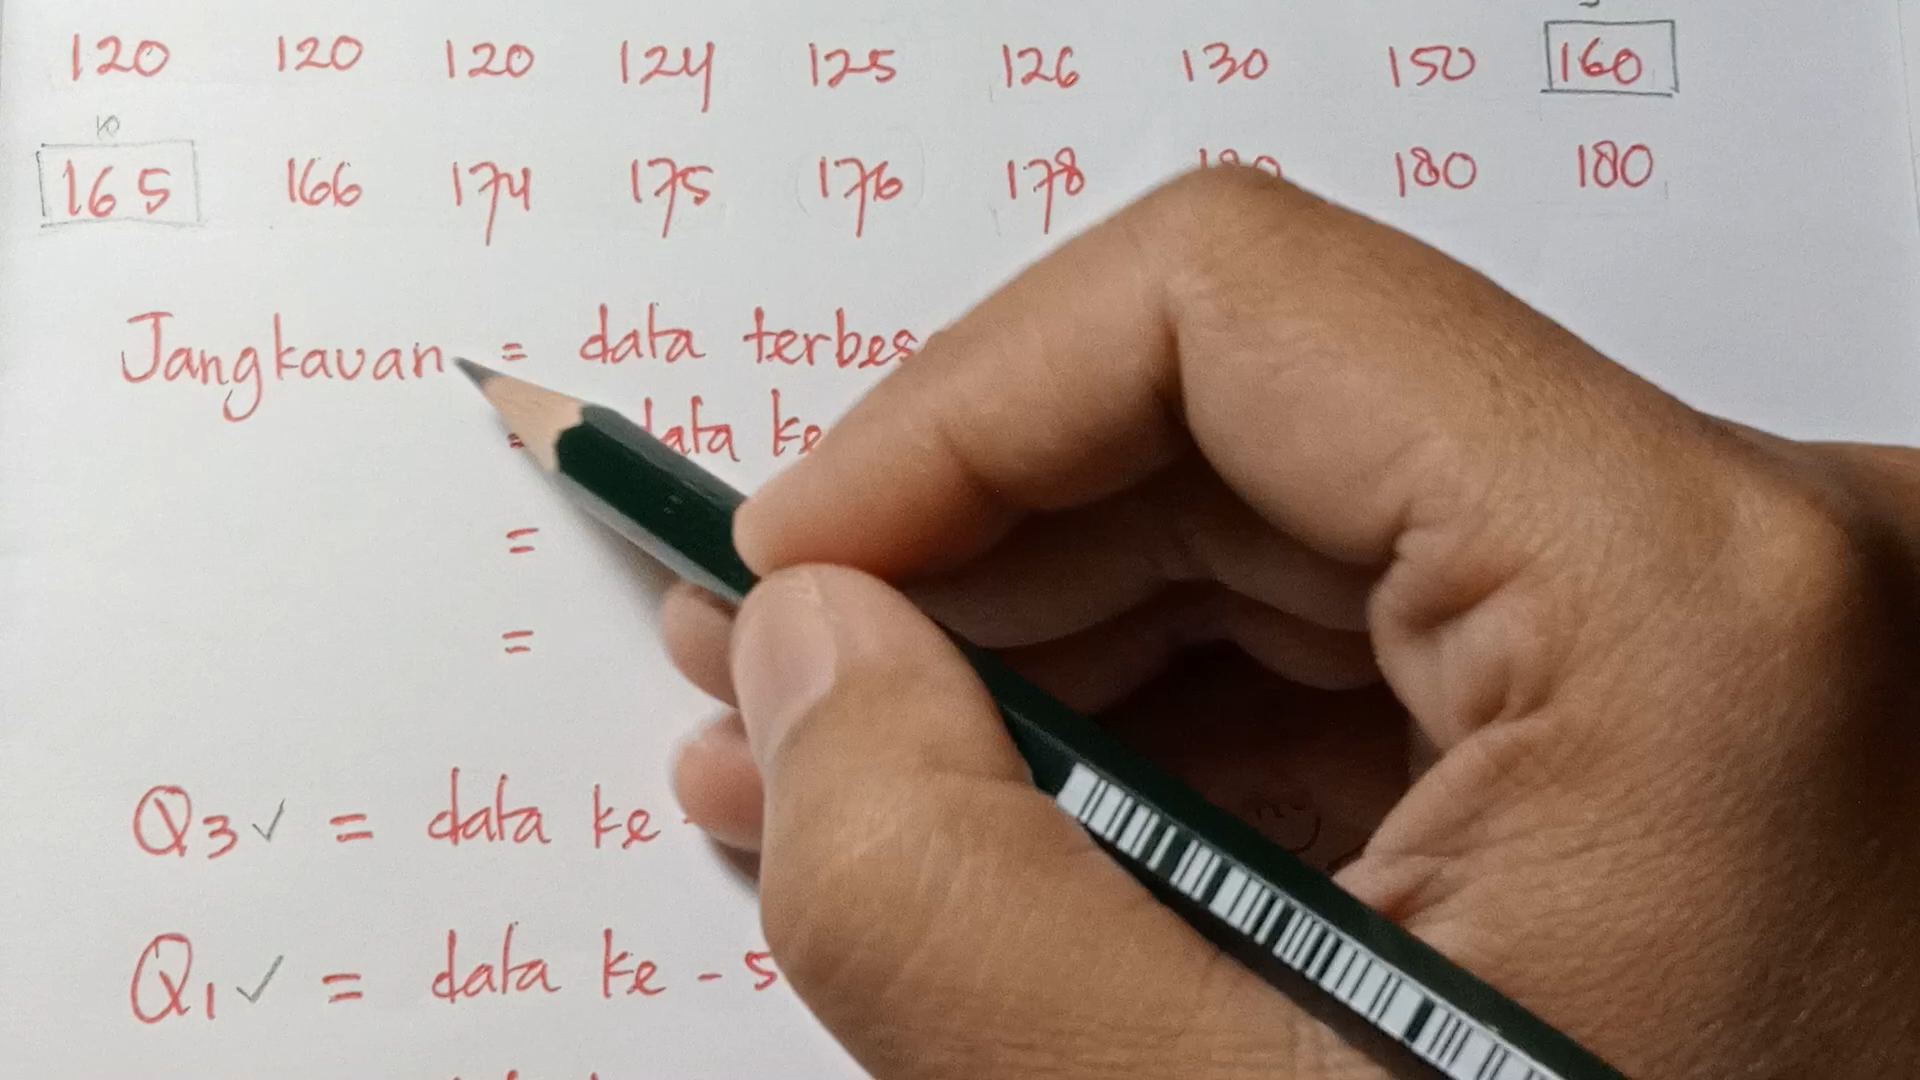 120 120 120 124 125 126 130 150 160
10
165 166 174 175 176 178 180 180
Jangkauan = data terbes
= data ke
=
=
Q3 ✓ = data ke
Q1 ✓ = data ke - 5